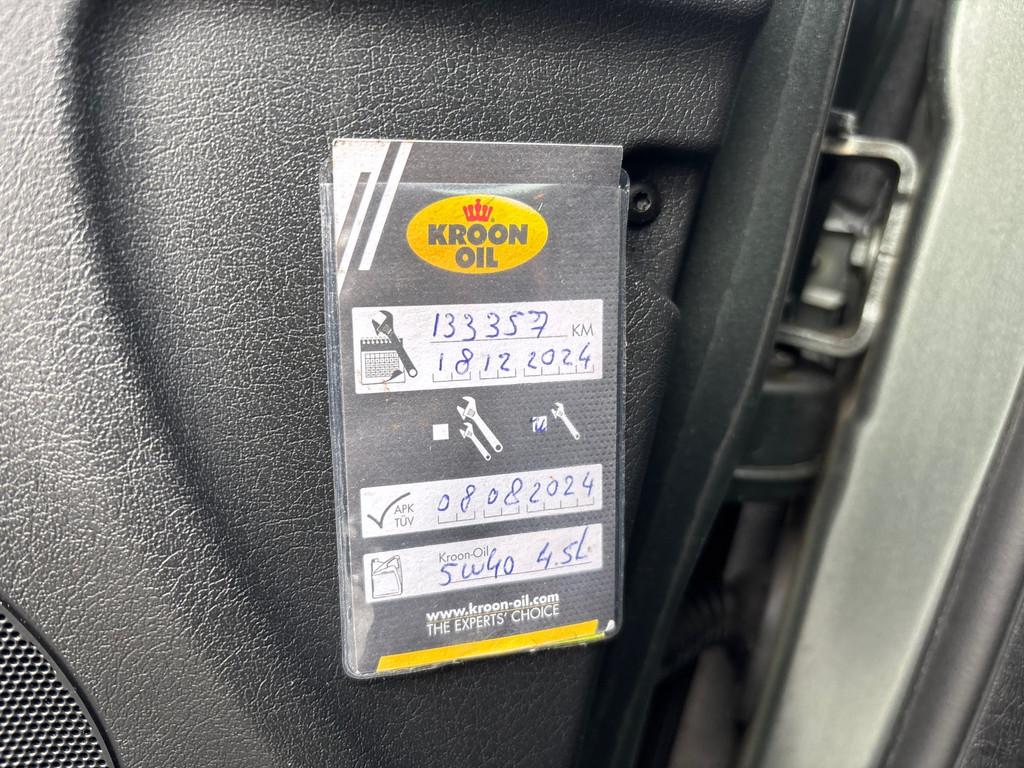 KROON
OIL
133357 KM
18 12 2024
APK
TÜV
08 08 2024
Kroon-Oil
5W40 4.5L
www.kroon-oil.com
THE EXPERTS' CHOICE